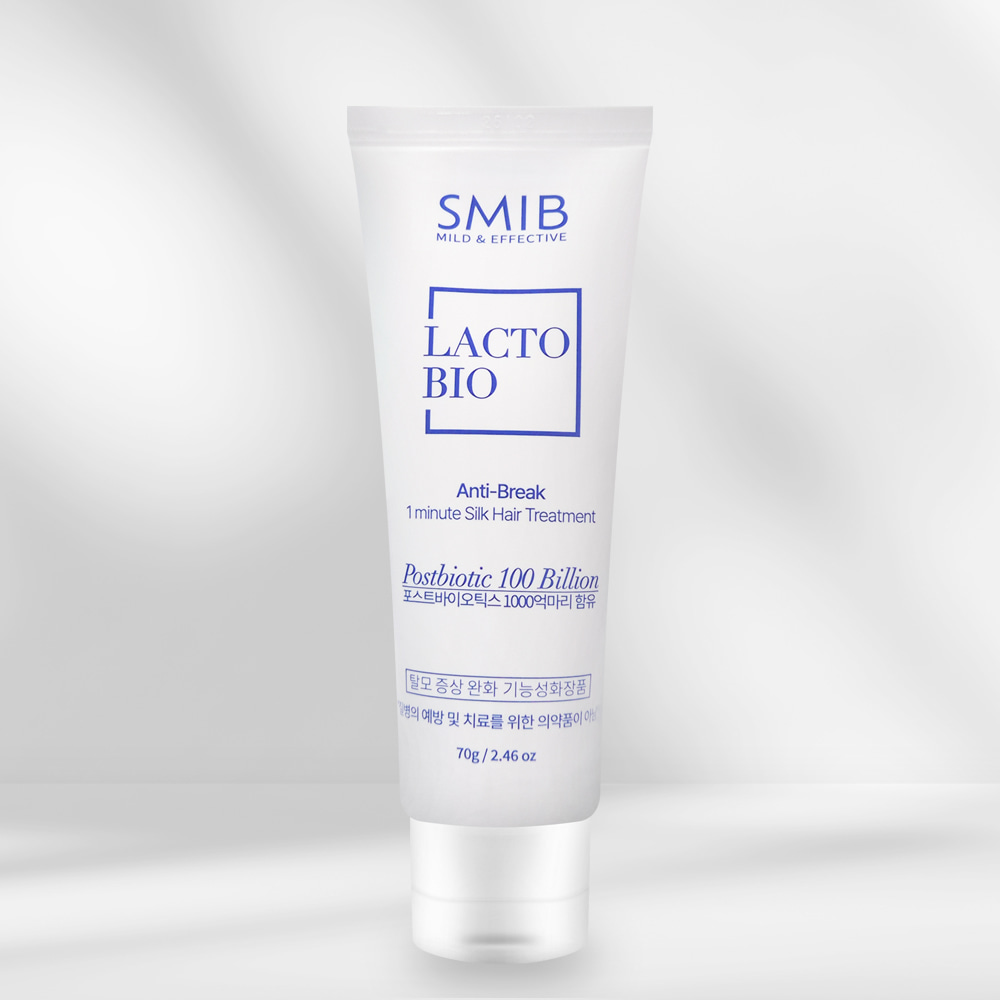 SMIB
MILD & EFFECTIVE
LACTO
BIO
Anti-Break
1 minute Silk Hair Treatment
Postbiotic 100 Billion
포스트바이오틱스 1000억마리 함유
탈모 증상 완화 기능성화장품
예방 및 치료를 위한 의약품이
70g / 2.46 oz